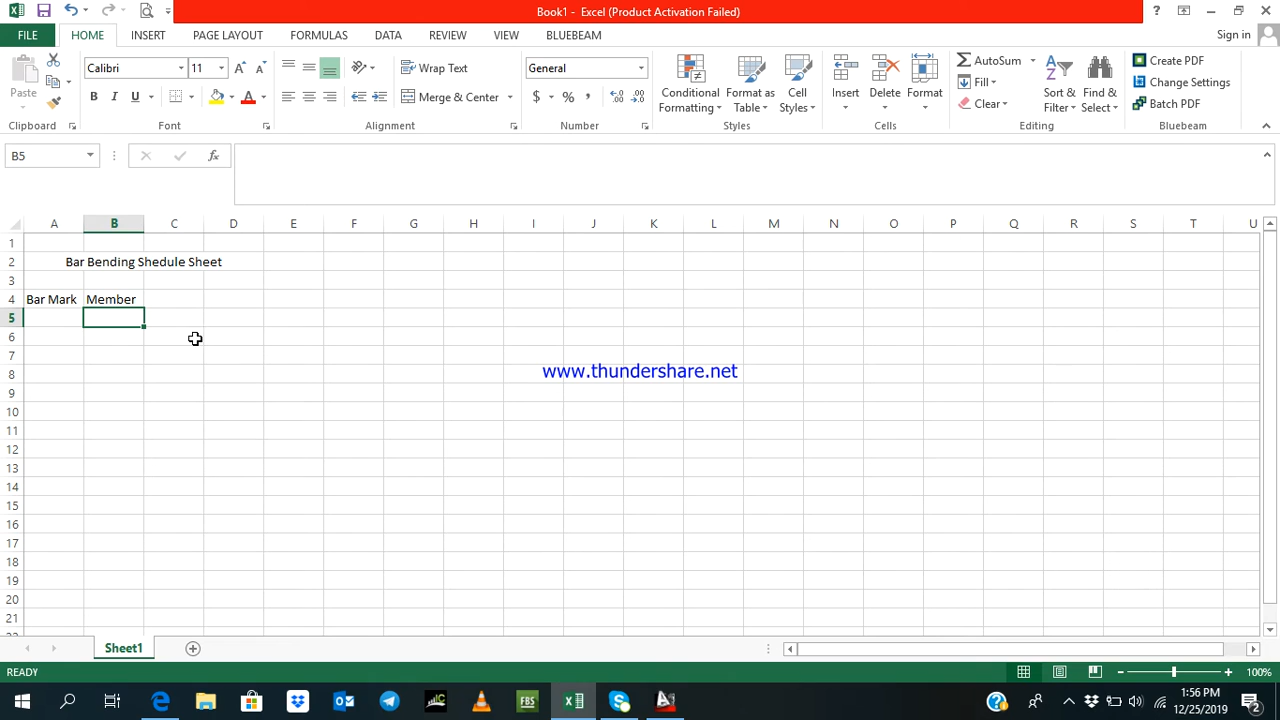 Book1 - Excel (Product Activation Failed)
?
FILE HOME INSERT PAGE LAYOUT FORMULAS DATA REVIEW VIEW BLUEBEAM Sign in
Calibri 11 Wrap Text General AutoSum Create PDF
Paste B I U Merge & Center $ % , Conditional Formatting Format as Table Cell Styles Insert Delete Format Fill Sort & Filter Find & Select Change Settings
Clear Batch PDF
Clipboard Font Alignment Number Styles Cells Editing Bluebeam
B5 fx
A B C D E F G H I J K L M N O P Q R S T U
1
2 Bar Bending Shedule Sheet
3
4 Bar Mark Member
5
6
7
www.thundershare.net
8
9
10
11
12
13
14
15
16
17
18
19
20
21
22
Sheet1
READY 100%
FBS 1:56 PM
12/25/2019 2